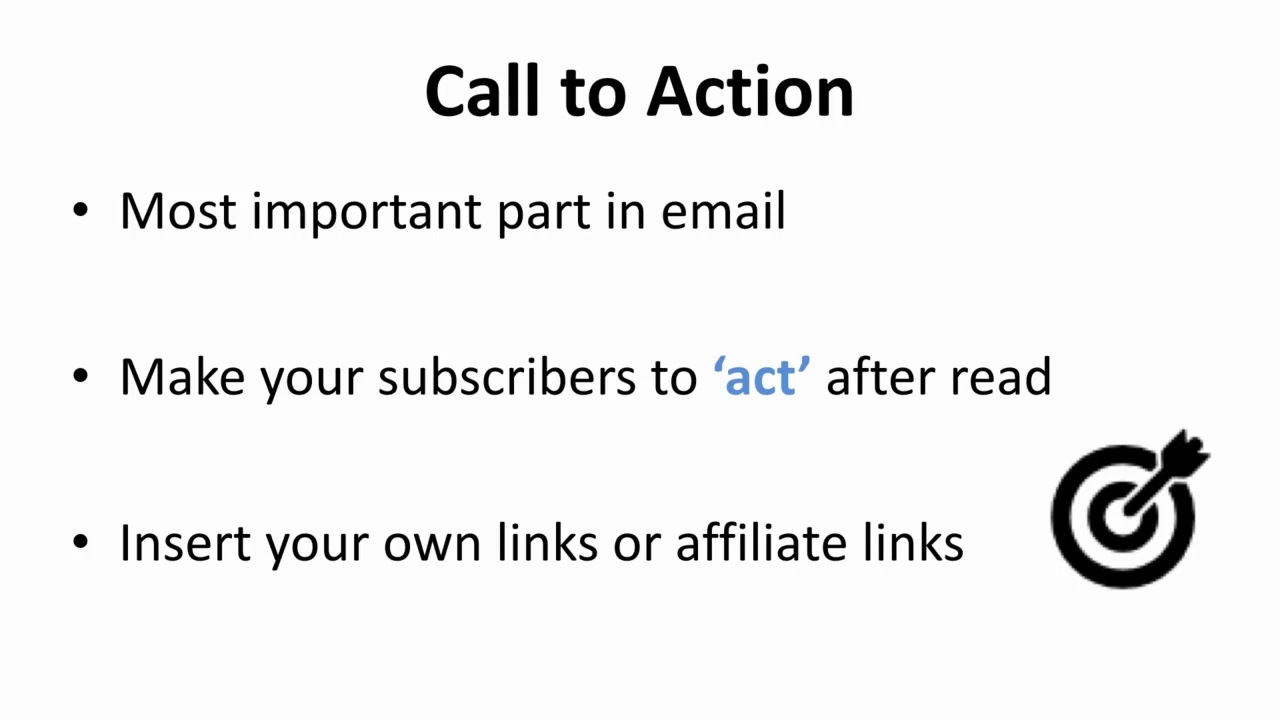 Call to Action
• Most important part in email
• Make your subscribers to ‘act’ after read
• Insert your own links or affiliate links